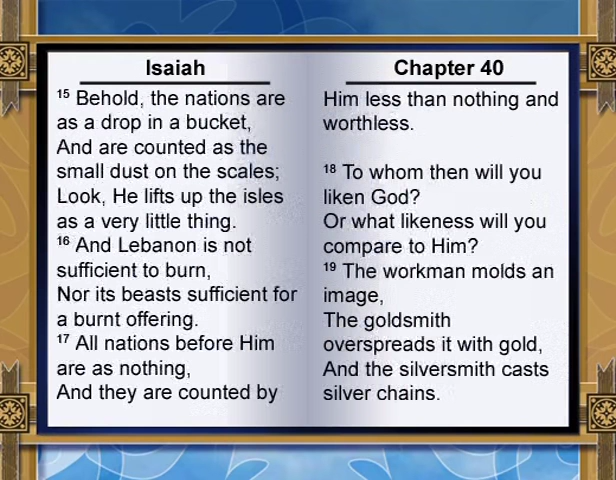 Isaiah
15 Behold, the nations are
as a drop in a bucket,
And are counted as the
small dust on the scales;
Look, He lifts up the isles
as a very little thing.
16 And Lebanon is not
sufficient to burn,
Nor its beasts sufficient for
a burnt offering.
17 All nations before Him
are as nothing,
And they are counted by
Chapter 40
Him less than nothing and
worthless.
18 To whom then will you
liken God?
Or what likeness will you
compare to Him?
19 The workman molds an
image,
The goldsmith
overspreads it with gold,
And the silversmith casts
silver chains.